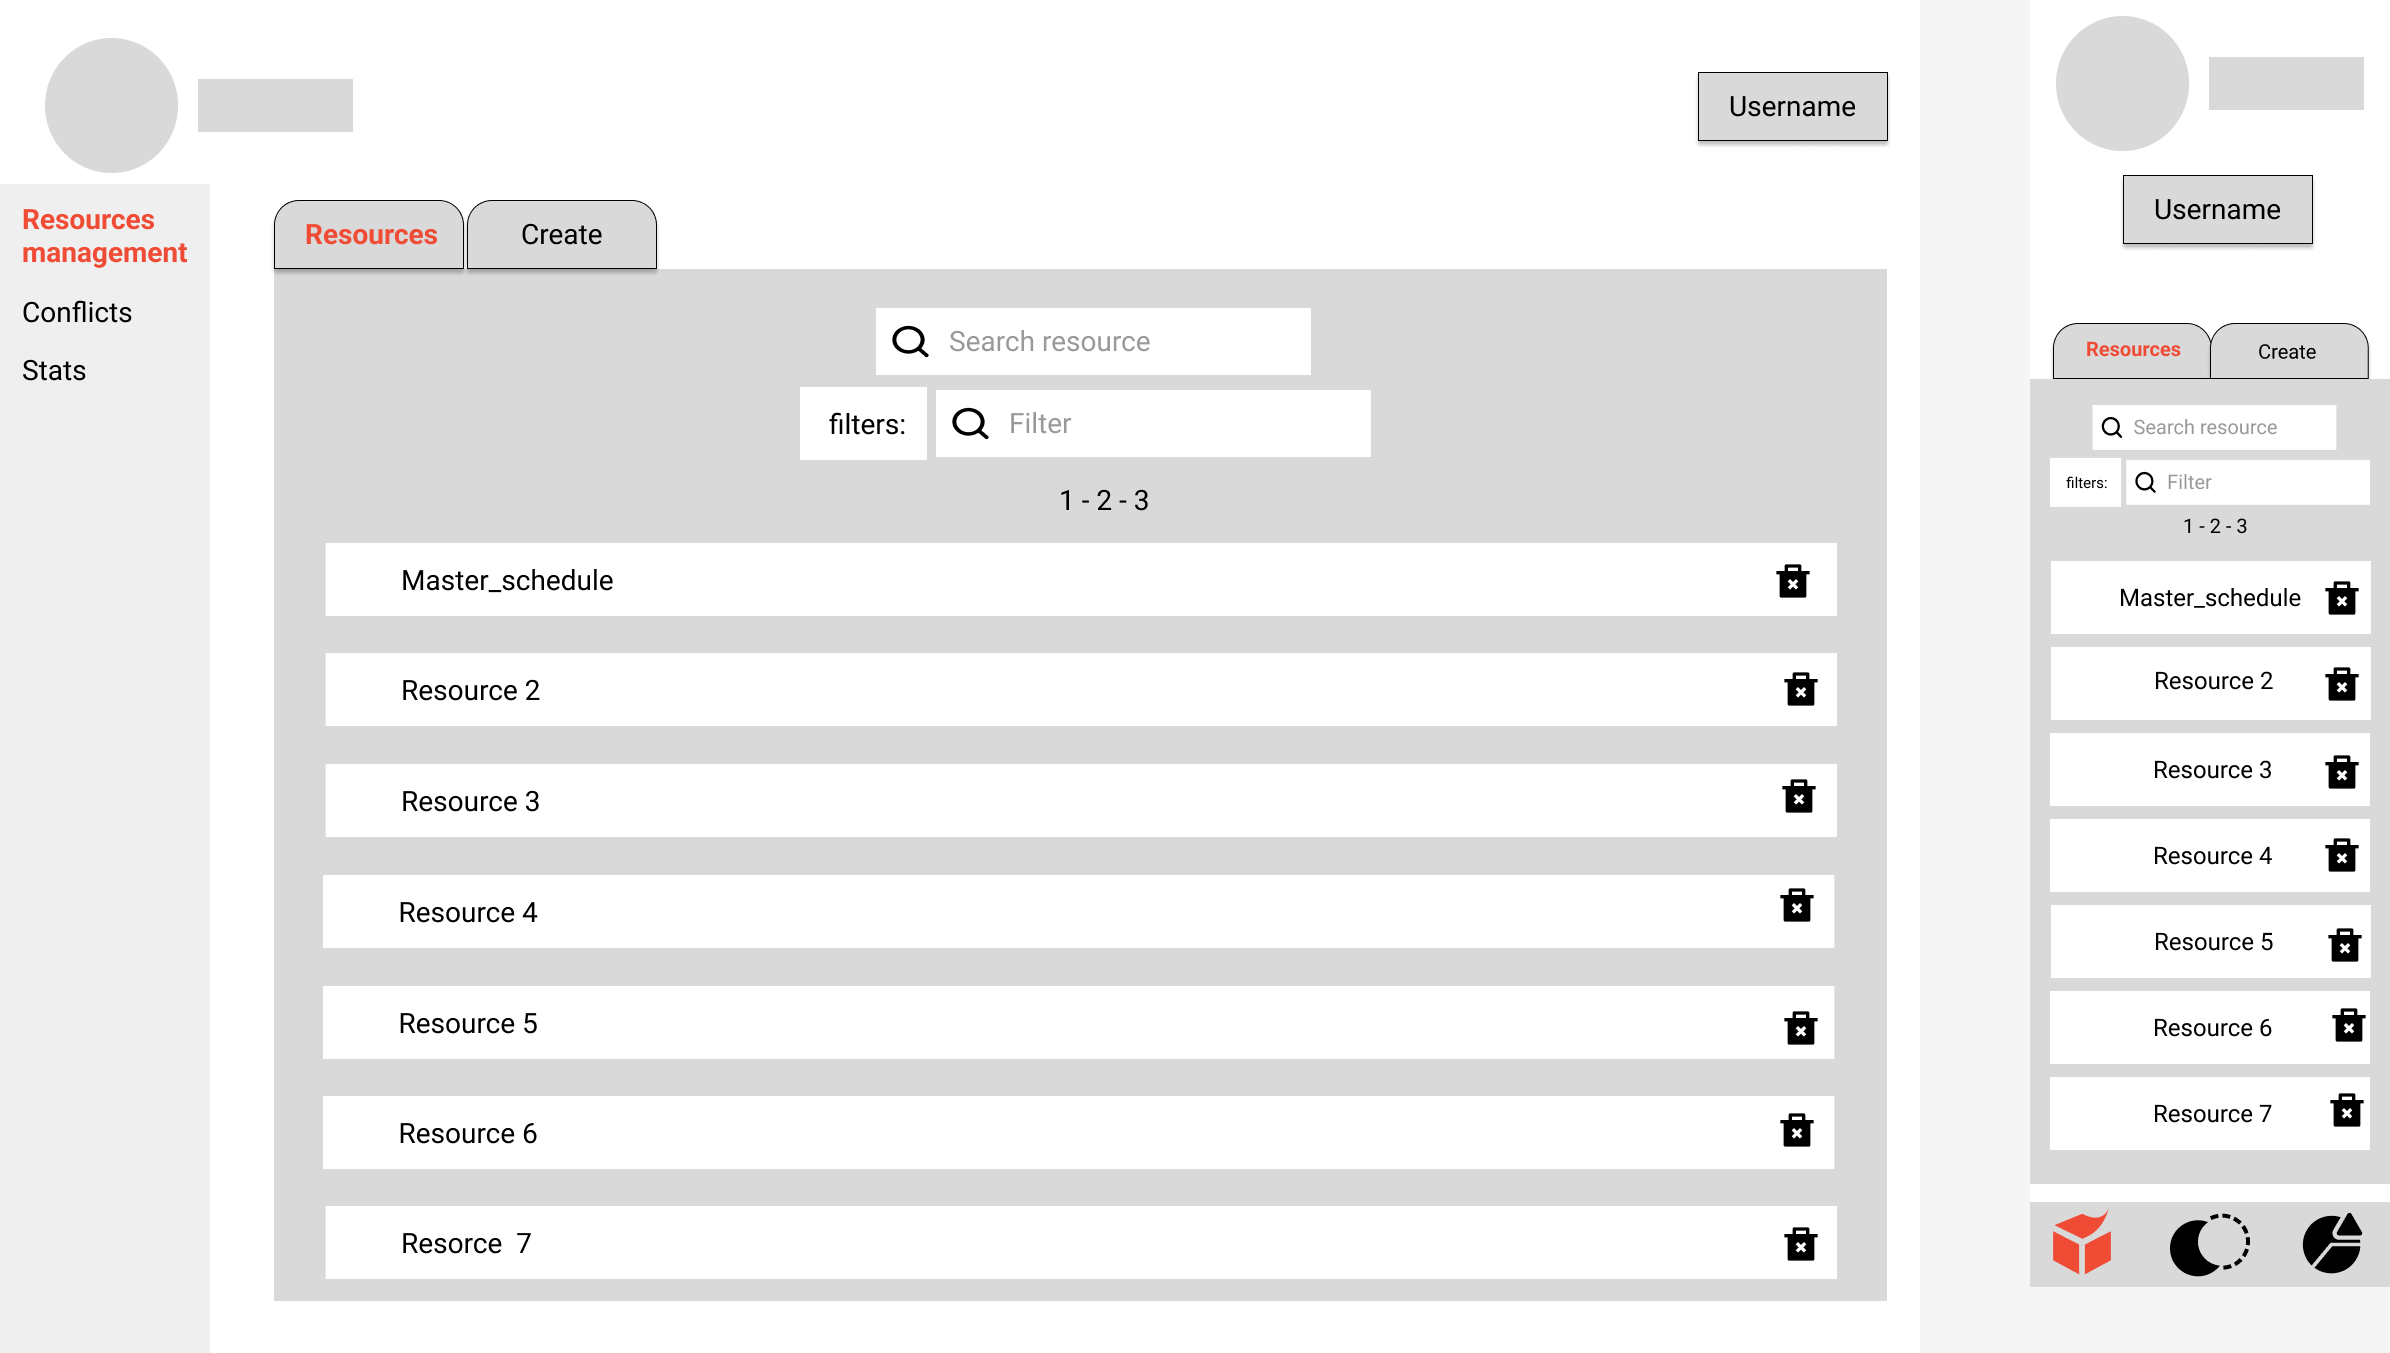 Username
Resources
management
Conflicts
Stats
Resources
Create
Search resource
filters:
Filter
1 - 2 - 3
Master_schedule
Resource 2
Resource 3
Resource 4
Resource 5
Resource 6
Resorce  7
Username
Resources
Create
Search resource
filters:
Filter
1 - 2 - 3
Master_schedule
Resource 2
Resource 3
Resource 4
Resource 5
Resource 6
Resource 7